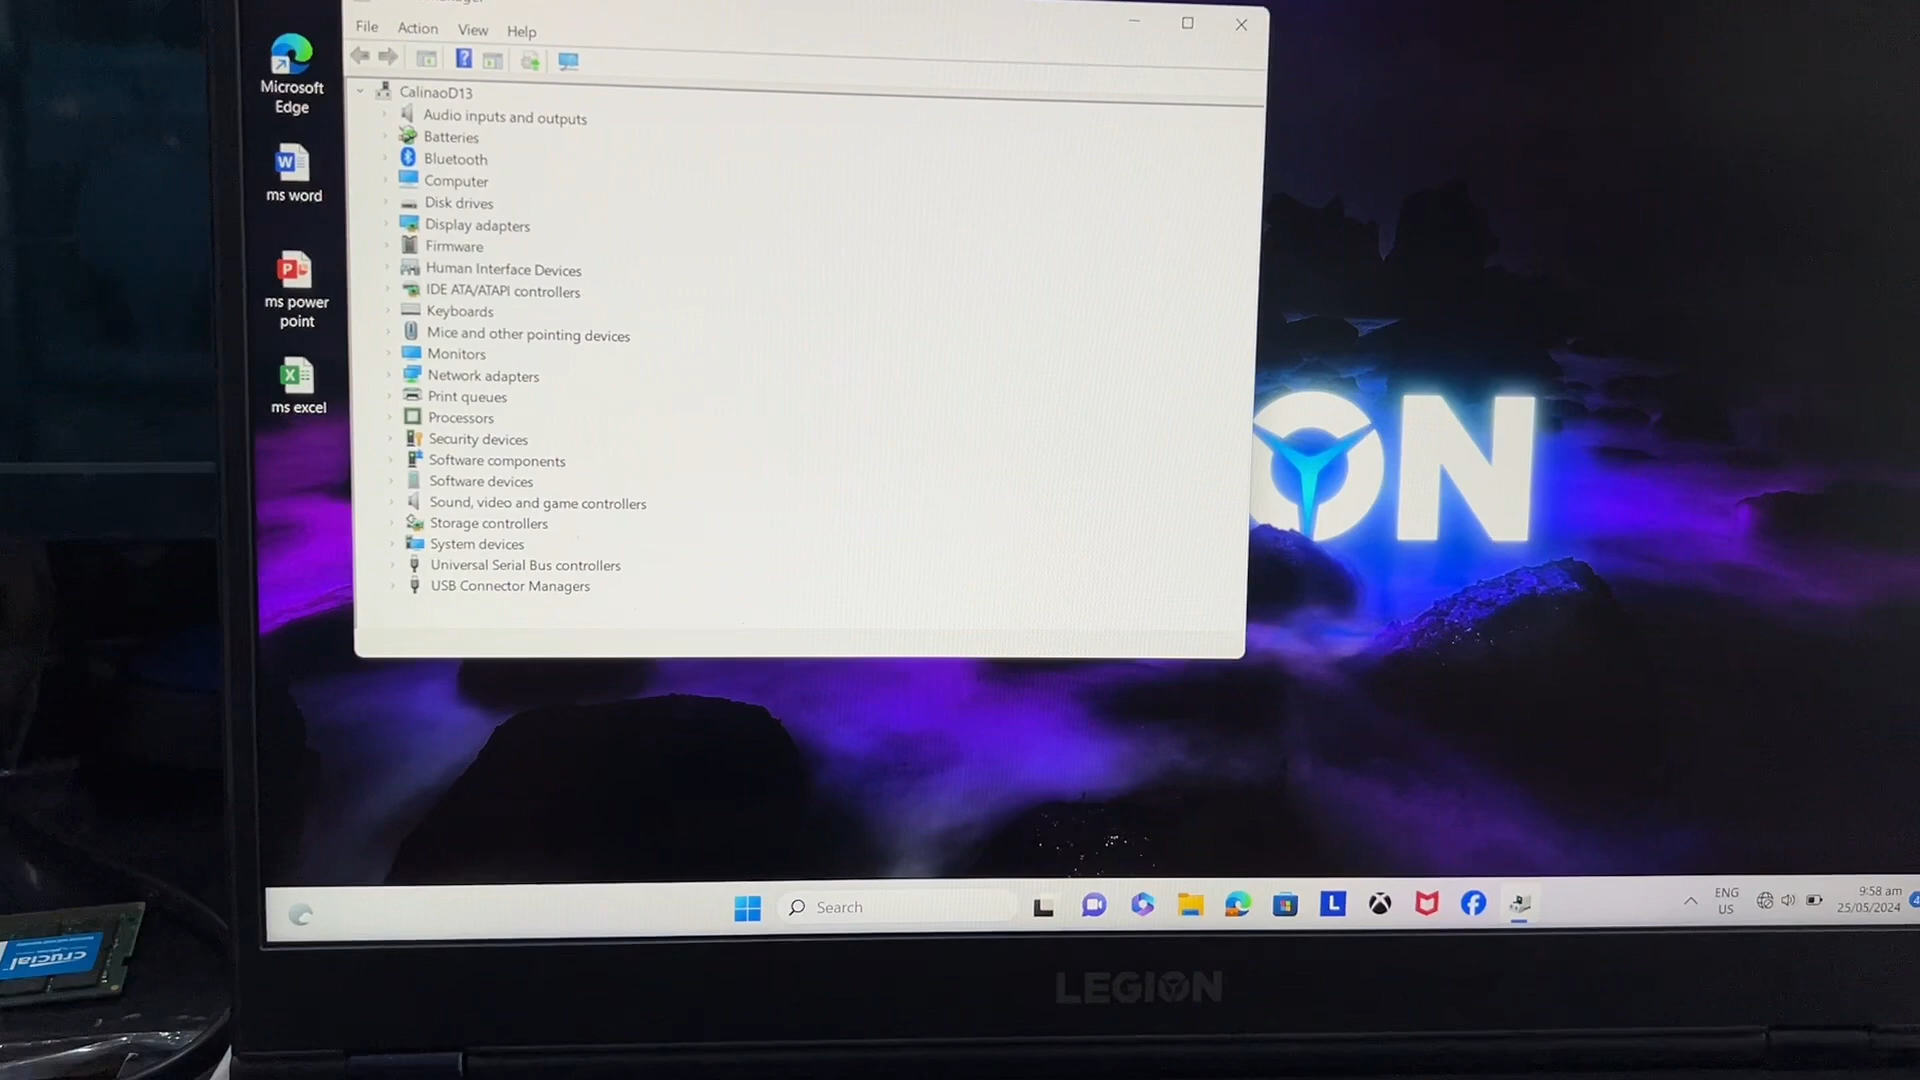 File Action View Help
CalinaoD13
Audio inputs and outputs
Batteries
Bluetooth
Computer
Disk drives
Display adapters
Firmware
Human Interface Devices
IDE ATA/ATAPI controllers
Keyboards
Mice and other pointing devices
Monitors
Network adapters
Print queues
Processors
Security devices
Software components
Software devices
Sound, video and game controllers
Storage controllers
System devices
Universal Serial Bus controllers
USB Connector Managers
Microsoft
Edge
ms word
ms power
point
ms excel
ON
Search
ENG
US
9:58 am
25/05/2024
LEGION
crucial